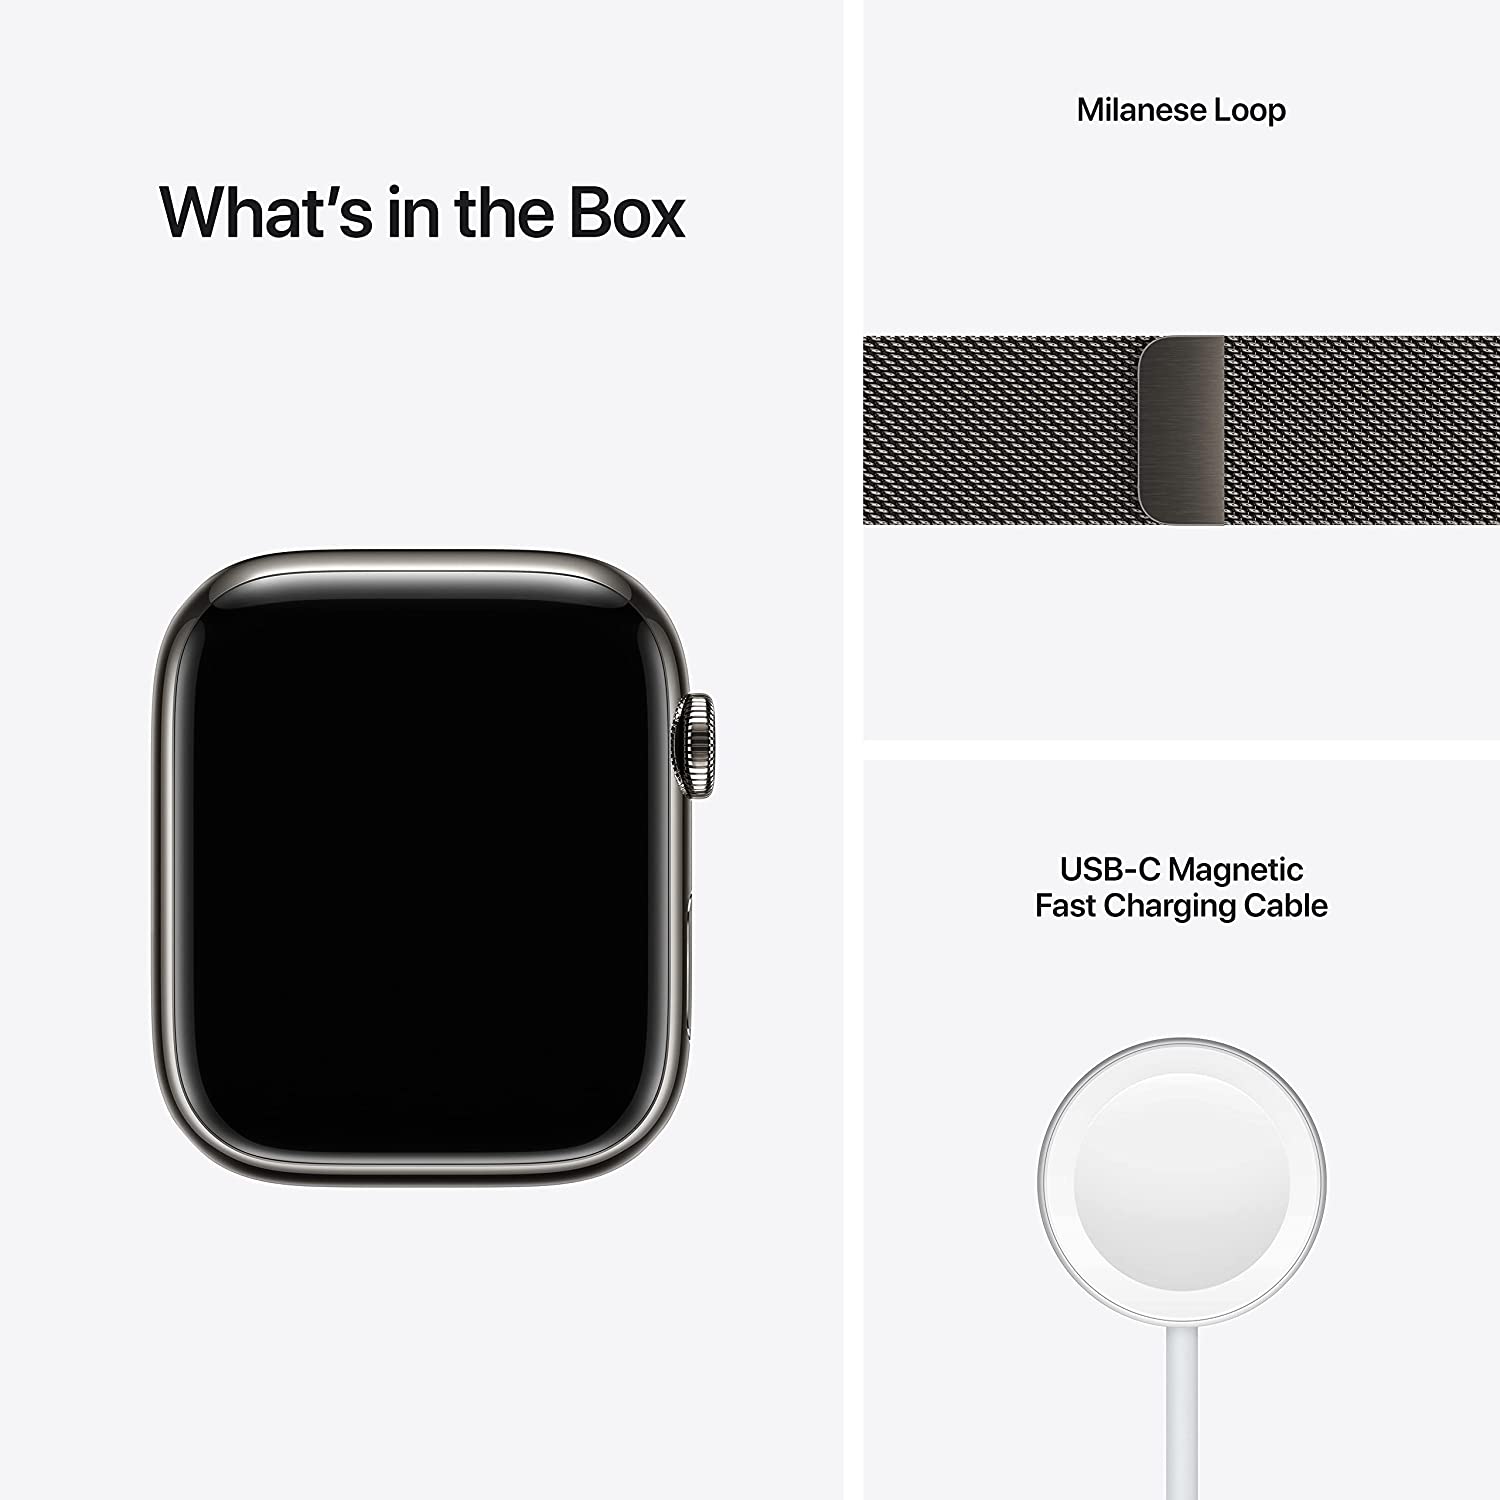 What’s in the Box
Milanese Loop
USB-C Magnetic
Fast Charging Cable